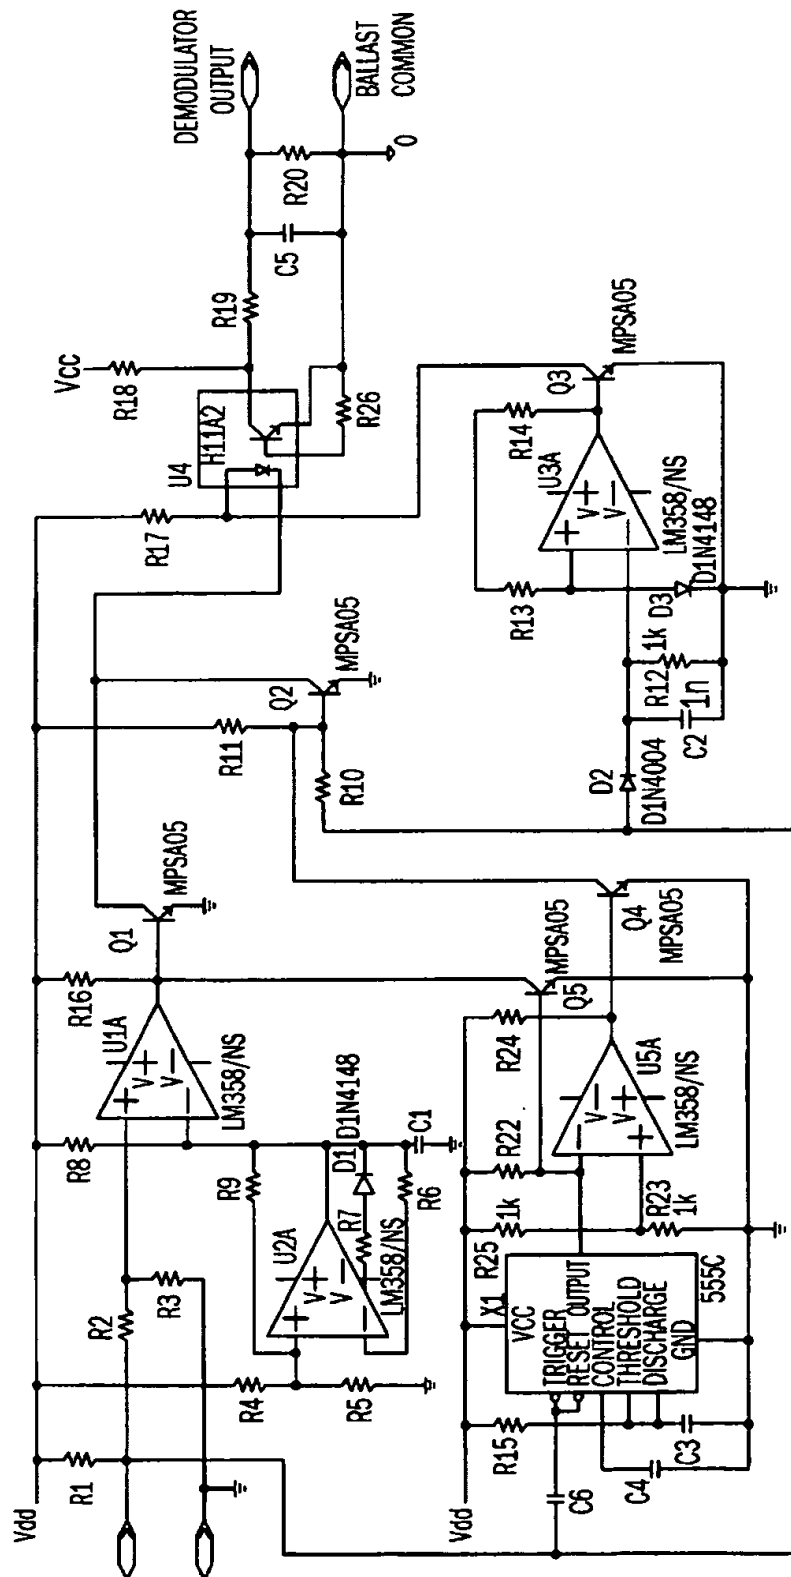 DEMODULATOR
OUTPUT
BALLAST
COMMON
0
R20
C5
R19
Vcc
R18
U4
H11A2
R26
R17
Q3
MPSA05
R14
U3A
+
V+
V-
-
LM358/NS
R13
D3
D1N4148
R12
1k
C2
1n
D2
D1N4004
Q2
MPSA05
R11
R10
Q1
MPSA05
R16
U1A
+
V+
V-
-
LM358/NS
R8
R9
U2A
+
V+
V-
-
LM358/NS
R7
D1
D1N4148
R6
C1
R2
R3
R4
R5
R1
Vdd
Q4
MPSA05
Q5
MPSA05
R24
U5A
-
V-
V+
+
LM358/NS
R22
R25
1k
R23
1k
X1
VCC
TRIGGER
RESET
OUTPUT
CONTROL
THRESHOLD
DISCHARGE
GND
555C
R15
C3
C4
C6
Vdd